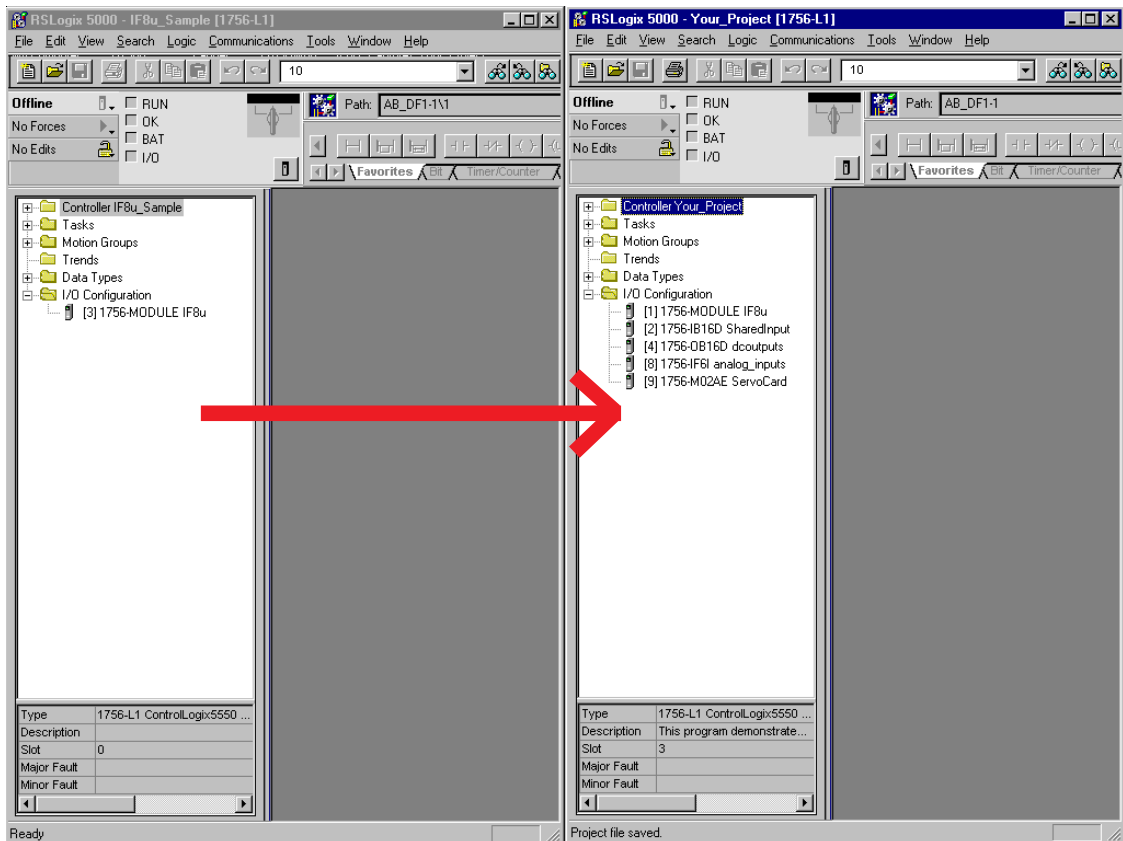 RSLogix 5000 - IF8u_Sample [1756-L1]
File Edit View Search Logic Communications Tools Window Help
10
Offline
RUN
Path: AB_DF1-1\1
No Forces
OK
BAT
No Edits
I/O
Favorites Bit Timer/Counter
Controller IF8u_Sample
Tasks
Motion Groups
Trends
Data Types
I/O Configuration
[3] 1756-MODULE IF8u
Type 1756-L1 ControlLogix5550 ...
Description
Slot 0
Major Fault
Minor Fault
Ready
RSLogix 5000 - Your_Project [1756-L1]
File Edit View Search Logic Communications Tools Window Help
10
Offline
RUN
Path: AB_DF1-1
No Forces
OK
BAT
No Edits
I/O
Favorites Bit Timer/Counter
Controller Your_Project
Tasks
Motion Groups
Trends
Data Types
I/O Configuration
[1] 1756-MODULE IF8u
[2] 1756-IB16D SharedInput
[4] 1756-OB16D dcoutputs
[8] 1756-IF6I analog_inputs
[9] 1756-M02AE ServoCard
Type 1756-L1 ControlLogix5550 ...
Description This program demonstrate...
Slot 3
Major Fault
Minor Fault
Project file saved.